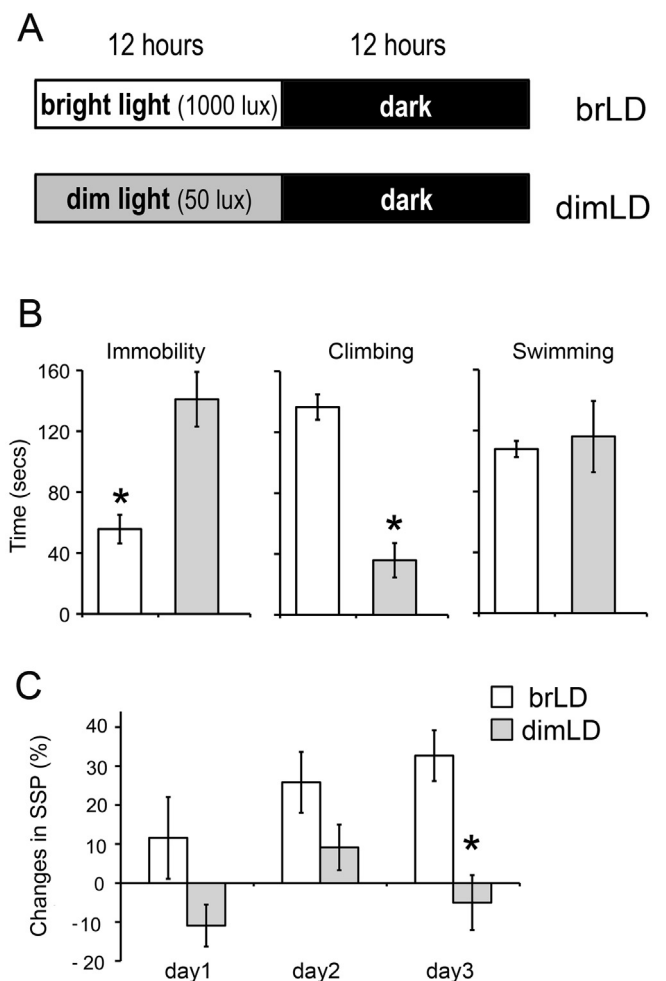 A
12 hours 12 hours
bright light (1000 lux) dark brLD
dim light (50 lux) dark dimLD
B
Immobility Climbing Swimming
Time (secs)
160
120
80
40
0
*
*
C
brLD
dimLD
Changes in SSP (%)
40
30
20
10
0
-10
-20
*
day1 day2 day3